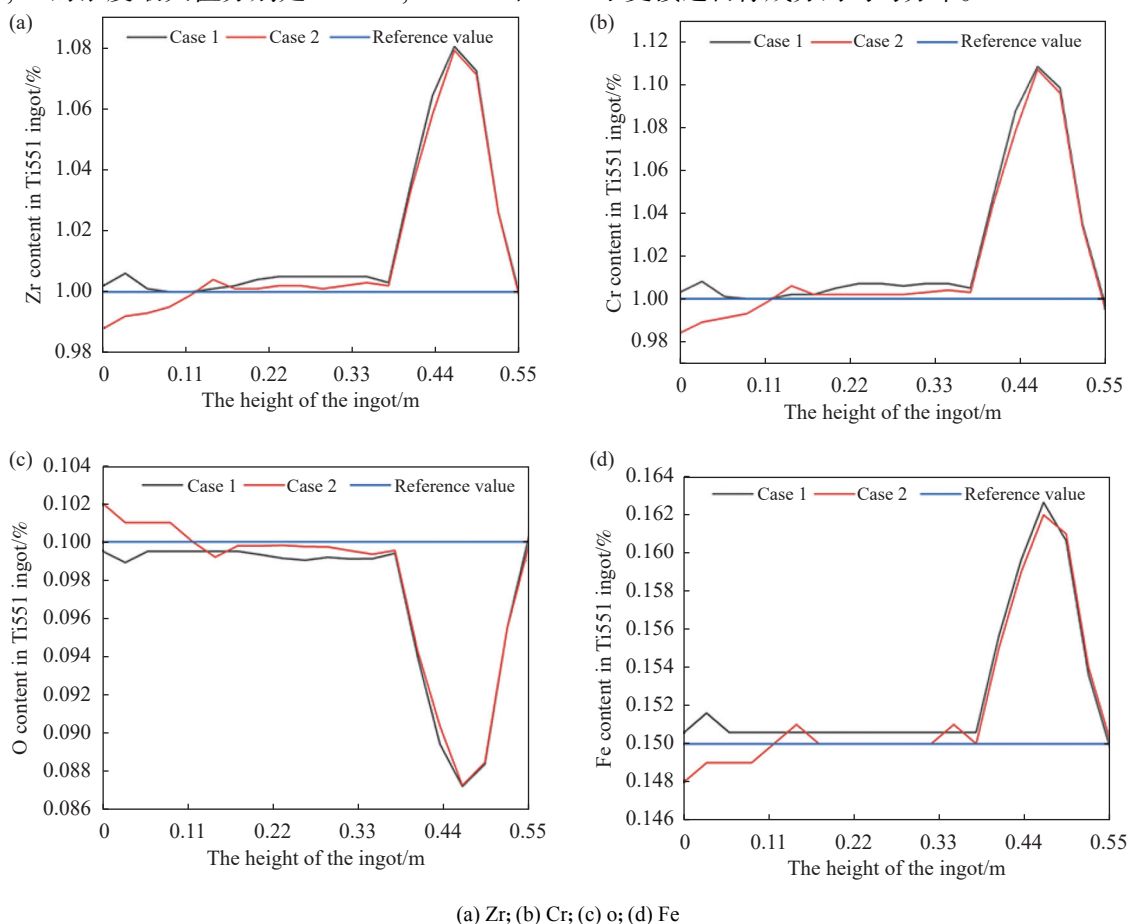 (a)
Case 1 Case 2 Reference value
1.08
1.06
1.04
1.02
1.00
0.98
Zr content in Ti551 ingot/%
0 0.11 0.22 0.33 0.44 0.55
The height of the ingot/m
(b)
Case 1 Case 2 Reference value
1.12
1.10
1.08
1.06
1.04
1.02
1.00
0.98
Cr content in Ti551 ingot/%
0 0.11 0.22 0.33 0.44 0.55
The height of the ingot/m
(c)
Case 1 Case 2 Reference value
0.104
0.102
0.100
0.098
0.096
0.094
0.092
0.090
0.088
0.086
O content in Ti551 ingot/%
0 0.11 0.22 0.33 0.44 0.55
The height of the ingot/m
(d)
Case 1 Case 2 Reference value
0.164
0.162
0.160
0.158
0.156
0.154
0.152
0.150
0.148
0.146
Fe content in Ti551 ingot/%
0 0.11 0.22 0.33 0.44 0.55
The height of the ingot/m
(a) Zr; (b) Cr; (c) o; (d) Fe